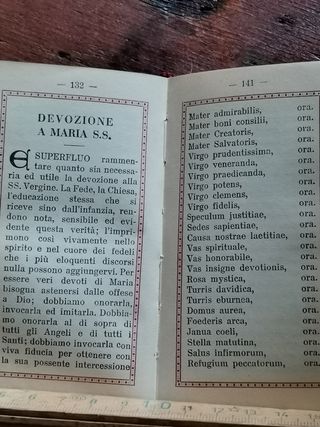 — 132 —
DEVOZIONE
A MARIA S.S.
È SUPERFLUO rammen-
tare quanto sia necessa-
ria ed utile la devozione alla
SS. Vergine. La Fede, la Chiesa,
l'educazione stessa che si
riceve sino dall'infanzia, ren-
dono nota, sensibile ed evi-
dente questa verità; l'impri-
mono così vivamente nello
spirito e nel cuore dei fedeli
che i più eloquenti discorsi
nulla possono aggiungervi. Per
essere veri devoti di Maria
bisogna astenersi dalle offese
a Dio; dobbiamo onorarla,
invocarla ed imitarla. Dobbia-
mo onorarla al di sopra di
tutti gli Angeli e di tutti i
Santi; dobbiamo invocarla con
viva fiducia per ottenere con
la sua possente intercessione
— 141 —
Mater admirabilis, ora.
Mater boni consilii, ora.
Mater Creatoris, ora.
Mater Salvatoris, ora.
Virgo prudentissima, ora.
Virgo veneranda, ora.
Virgo praedicanda, ora.
Virgo potens, ora.
Virgo clemens, ora.
Virgo fidelis, ora.
Speculum justitiae, ora.
Sedes sapientiae, ora.
Causa nostrae laetitiae, ora.
Vas spirituale, ora.
Vas honorabile, ora.
Vas insigne devotionis, ora.
Rosa mystica, ora.
Turris davidica, ora.
Turris eburnea, ora.
Domus aurea, ora.
Foederis arca, ora.
Janua coeli, ora.
Stella matutina, ora.
Salus infirmorum, ora.
Refugium peccatorum, ora.